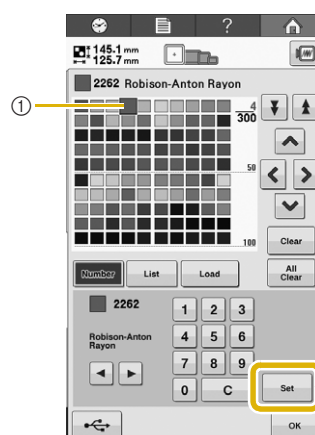 ?
145.1 mm
125.7 mm
2262 Robison-Anton Rayon
①
4
300
50
100
Clear
Number List Load
All
Clear
2262
Robison-Anton
Rayon
1 2 3
4 5 6
7 8 9
0 C
Set
OK